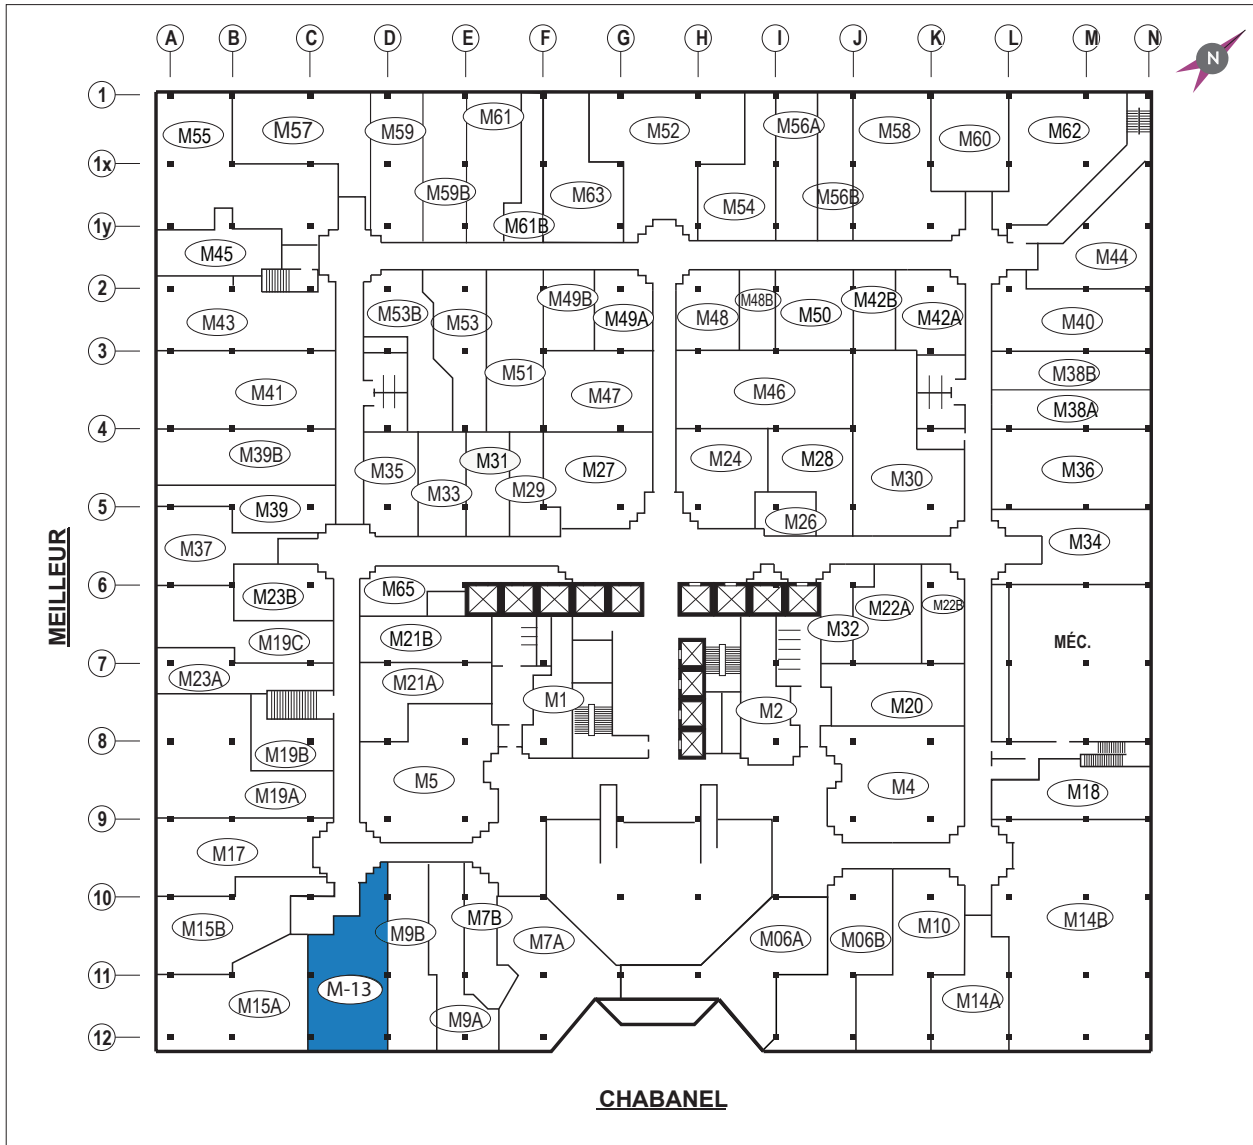 A B C D E F G H I J K L M N
N
1
M55 M57 M59 M61 M52 M56A M58 M60 M62
1x
M59B M63 M54 M56B
1y
M61B
M45 M44
2
M53B M49B M48B M42B
M43 M53 M49A M48 M50 M42A M40
3
M51 M38B
M41 M47 M46 M38A
4
M39B M35 M31 M27 M24 M28 M30 M36
M33 M29
5
M39 M26
M37 M34
MEILLEUR
6
M23B M65 M22A M22B
M19C M21B M32 MÉC.
7
M23A M21A M1 M2 M20
8
M19B M5 M4 M18
M19A
9
M17
10
M15B M9B M7B M7A M06A M06B M10 M14B
11
M15A M-13 M9A M14A
12
CHABANEL